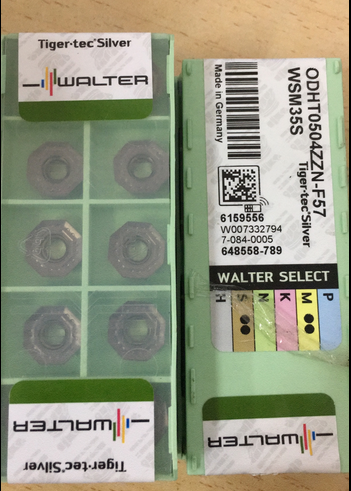 Tiger·tec®Silver
WALTER
WALTER
Tiger·tec®Silver
Made in Germany
ODHT0504ZZN-F57
WSM35S
Tiger·tec®Silver
6159556
W007332794
7-084-0005
648558-789
WALTER SELECT
H S N K M P
WALTER